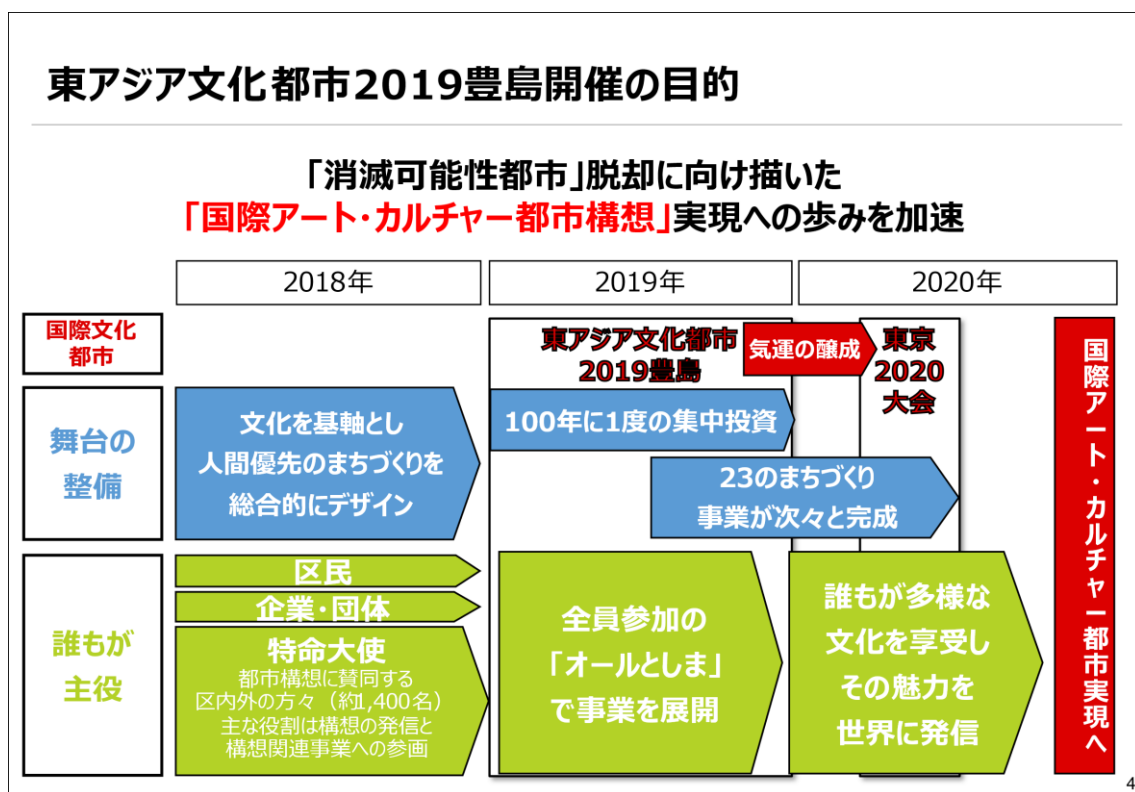 東アジア文化都市2019豊島開催の目的
「消滅可能性都市」脱却に向け描いた
「国際アート・カルチャー都市構想」実現への歩みを加速
2018年
2019年
2020年
国際文化
都市
東アジア文化都市
2019豊島
気運の醸成
東京
2020
大会
舞台の
整備
文化を基軸とし
人間優先のまちづくりを
総合的にデザイン
100年に1度の集中投資
23のまちづくり
事業が次々と完成
誰もが
主役
区民
企業・団体
特命大使
都市構想に賛同する
区内外の方々（約1,400名）
主な役割は構想の発信と
構想関連事業への参画
全員参加の
「オールとしま」
で事業を展開
誰もが多様な
文化を享受し
その魅力を
世界に発信
国際アート・カルチャー都市実現へ
4